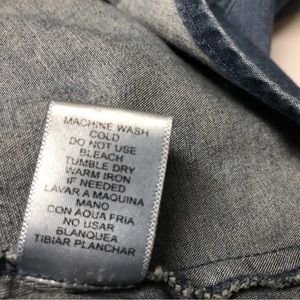 MACHINE WASH
COLD
DO NOT USE
BLEACH
TUMBLE DRY
WARM IRON
IF NEEDED
LAVAR A MAQUINA
MANO
CON AQUA FRIA
NO USAR
BLANQUEA
TIBIAR PLANCHAR